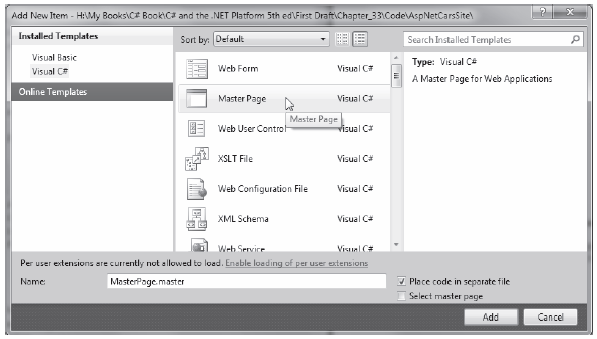 Add New Item - H:\My Books\C# Book\C# and the .NET Platform 5th ed\First Draft\Chapter_33\Code\AspNetCarsSite\
Installed Templates
Visual Basic
Visual C#
Online Templates
Sort by: Default
Search Installed Templates
Web Form Visual C#
Master Page Visual C#
Master Page
Web User Control Visual C#
XSLT File Visual C#
Web Configuration File Visual C#
XML Schema Visual C#
Web Service Visual C#
Type: Visual C#
A Master Page for Web Applications
Per user extensions are currently not allowed to load. Enable loading of per user extensions
Name: MasterPage.master
Place code in separate file
Select master page
Add Cancel